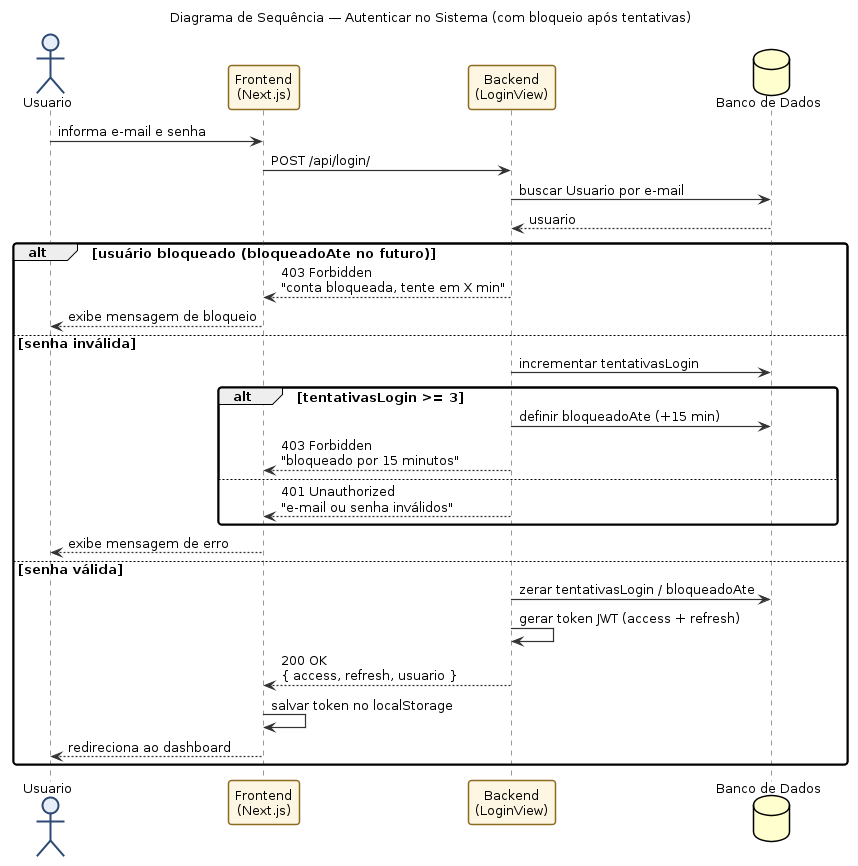 Diagrama de Sequência — Autenticar no Sistema (com bloqueio após tentativas)
Usuario
Frontend
(Next.js)
Backend
(LoginView)
Banco de Dados
informa e-mail e senha
POST /api/login/
buscar Usuario por e-mail
usuario
alt
[usuário bloqueado (bloqueadoAte no futuro)]
403 Forbidden
"conta bloqueada, tente em X min"
exibe mensagem de bloqueio
[senha inválida]
incrementar tentativasLogin
alt
[tentativasLogin >= 3]
definir bloqueadoAte (+15 min)
403 Forbidden
"bloqueado por 15 minutos"
401 Unauthorized
"e-mail ou senha inválidos"
exibe mensagem de erro
[senha válida]
zerar tentativasLogin / bloqueadoAte
gerar token JWT (access + refresh)
200 OK
{ access, refresh, usuario }
salvar token no localStorage
redireciona ao dashboard
Usuario
Frontend
(Next.js)
Backend
(LoginView)
Banco de Dados